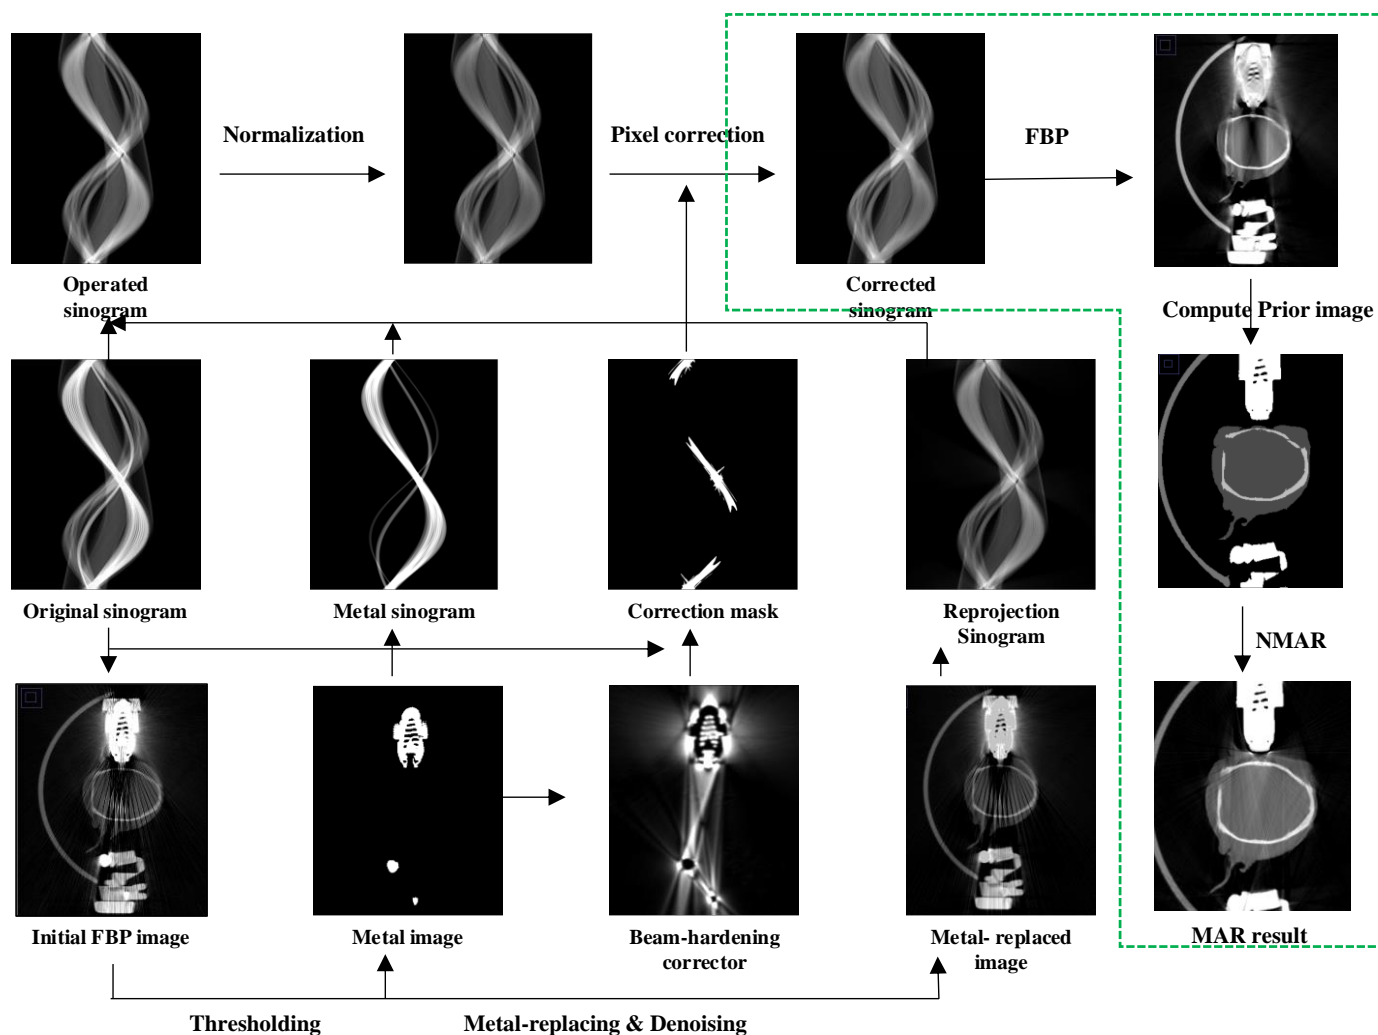 Normalization
Pixel correction
FBP
Operated
sinogram
Corrected
sinogram
Compute Prior image
Original sinogram
Metal sinogram
Correction mask
Reprojection
Sinogram
NMAR
Initial FBP image
Metal image
Beam-hardening
corrector
Metal- replaced
image
MAR result
Thresholding
Metal-replacing & Denoising